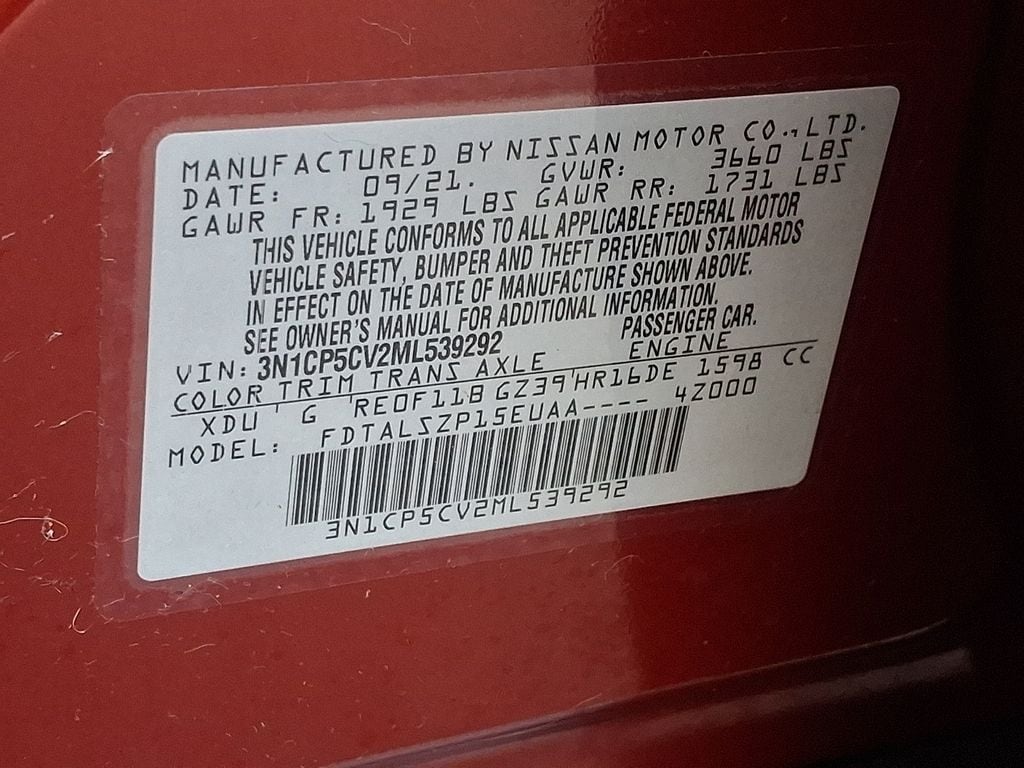 MANUFACTURED BY NISSAN MOTOR CO., LTD.
DATE: 09/21. GVWR: 3660 LBS
GAWR FR: 1929 LBS GAWR RR: 1731 LBS
THIS VEHICLE CONFORMS TO ALL APPLICABLE FEDERAL MOTOR
VEHICLE SAFETY, BUMPER AND THEFT PREVENTION STANDARDS
IN EFFECT ON THE DATE OF MANUFACTURE SHOWN ABOVE.
SEE OWNER'S MANUAL FOR ADDITIONAL INFORMATION.
VIN: 3N1CP5CV2ML539292 PASSENGER CAR.
COLOR TRIM TRANS AXLE ENGINE
XDU ' G 'RE0F11B GZ39'HR16DE 1598 CC
MODEL: FDTALSZP15EUAA---- 4Z000
3N1CP5CV2ML539292